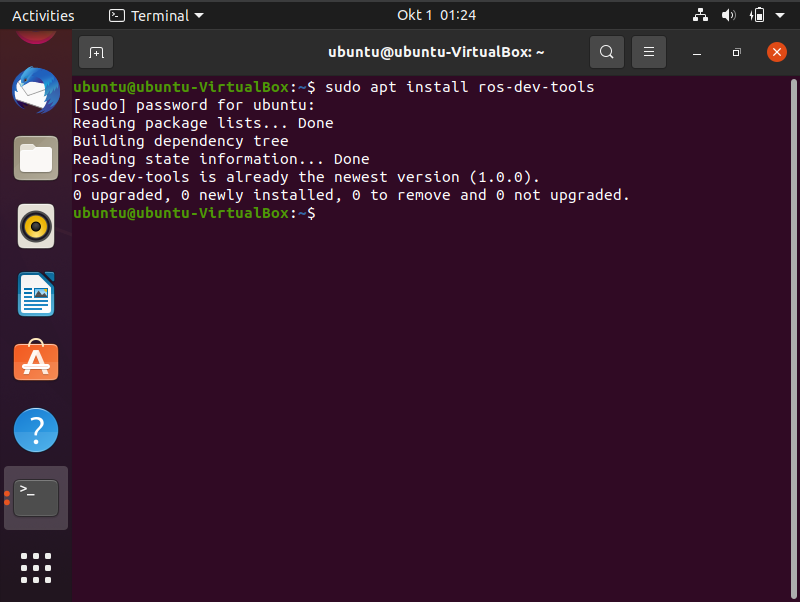 Activities
Terminal
Okt 1 01:24
ubuntu@ubuntu-VirtualBox: ~
ubuntu@ubuntu-VirtualBox:~$ sudo apt install ros-dev-tools
[sudo] password for ubuntu:
Reading package lists... Done
Building dependency tree
Reading state information... Done
ros-dev-tools is already the newest version (1.0.0).
0 upgraded, 0 newly installed, 0 to remove and 0 not upgraded.
ubuntu@ubuntu-VirtualBox:~$